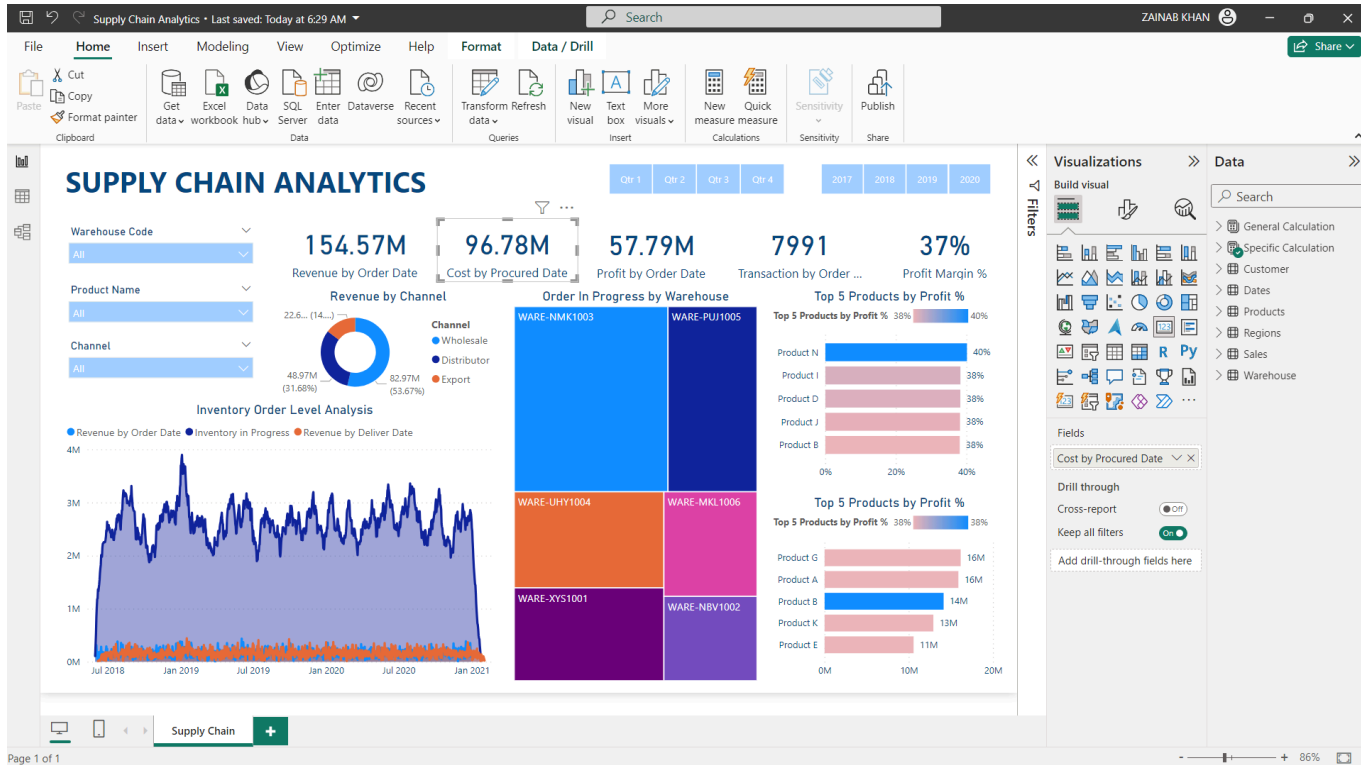 Supply Chain Analytics • Last saved: Today at 6:29 AM
Search
ZAINAB KHAN
File Home Insert Modeling View Optimize Help Format Data / Drill
Share
Paste
Cut
Copy
Format painter
Clipboard
Get data
Excel workbook
Data hub
SQL Server
Enter data
Dataverse
Recent sources
Data
Transform data
Refresh
Queries
New visual
Text box
More visuals
Insert
New measure
Quick measure
Calculations
Sensitivity
Sensitivity
Publish
Share
SUPPLY CHAIN ANALYTICS
Qtr 1 Qtr 2 Qtr 3 Qtr 4
2017 2018 2019 2020
Warehouse Code
All
Product Name
All
Channel
All
154.57M
Revenue by Order Date
96.78M
Cost by Procured Date
57.79M
Profit by Order Date
7991
Transaction by Order ...
37%
Profit Margin %
Revenue by Channel
22.6... (14....)
48.97M
(31.68%)
82.97M
(53.67%)
Channel
Wholesale
Distributor
Export
Order In Progress by Warehouse
WARE-NMK1003
WARE-PUJ1005
WARE-UHY1004
WARE-MKL1006
WARE-XYS1001
WARE-NBV1002
Top 5 Products by Profit %
Top 5 Products by Profit % 38% 40%
Product N 40%
Product I 38%
Product D 38%
Product J 38%
Product B 38%
0% 20% 40%
Top 5 Products by Profit %
Top 5 Products by Profit % 38% 38%
Product G 16M
Product A 16M
Product B 14M
Product K 13M
Product E 11M
0M 10M 20M
Inventory Order Level Analysis
Revenue by Order Date Inventory in Progress Revenue by Deliver Date
4M
3M
2M
1M
0M
Jul 2018 Jan 2019 Jul 2019 Jan 2020 Jul 2020 Jan 2021
Filters
Visualizations
Build visual
123
R Py
123
Fields
Cost by Procured Date
Drill through
Cross-report Off
Keep all filters On
Add drill-through fields here
Data
Search
General Calculation
Specific Calculation
Customer
Dates
Products
Regions
Sales
Warehouse
Supply Chain
Page 1 of 1
86%